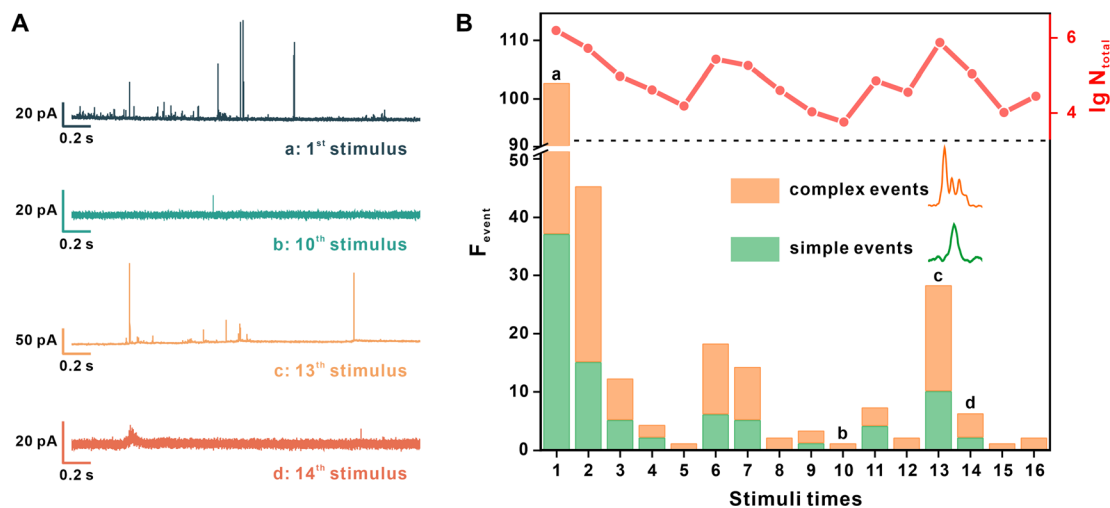 A
20 pA
0.2 s
a: 1st stimulus
20 pA
0.2 s
b: 10th stimulus
50 pA
0.2 s
c: 13th stimulus
20 pA
0.2 s
d: 14th stimulus
B
110
100
90
50
40
30
20
10
0
F event
6
4
lg N total
a
b
c
d
complex events
simple events
1 2 3 4 5 6 7 8 9 10 11 12 13 14 15 16
Stimuli times